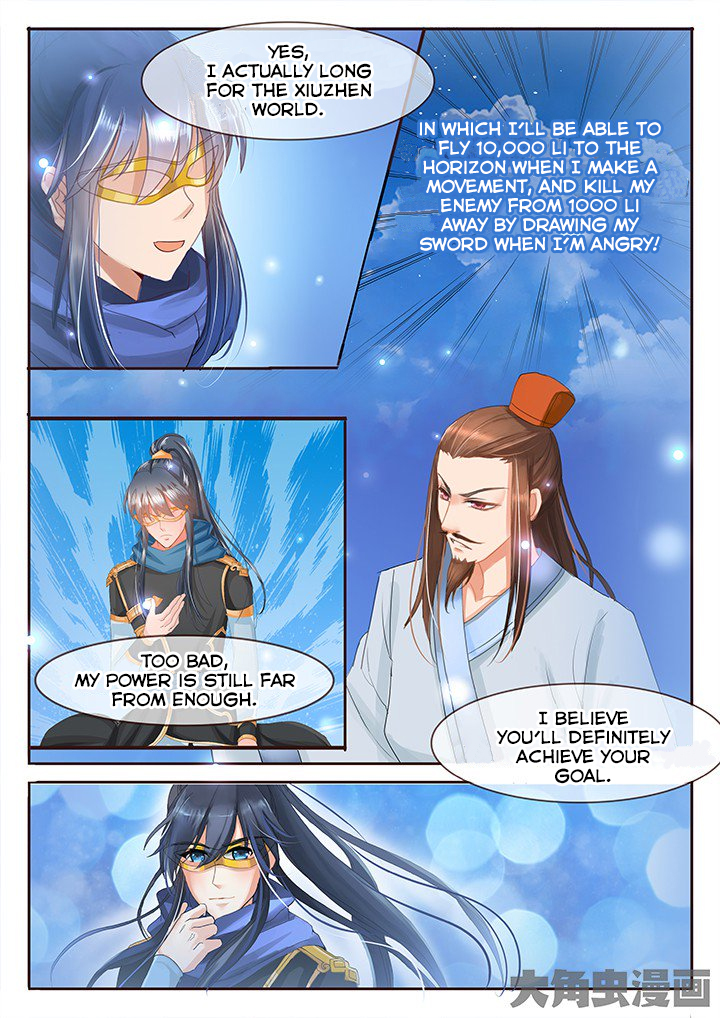 YES,
I ACTUALLY LONG
FOR THE XIUZHEN
WORLD.
IN WHICH I'LL BE ABLE TO
FLY 10,000 LI TO THE
HORIZON WHEN I MAKE A
MOVEMENT, AND KILL MY
ENEMY FROM 1000 LI
AWAY BY DRAWING MY
SWORD WHEN I'M ANGRY!
TOO BAD,
MY POWER IS STILL FAR
FROM ENOUGH.
I BELIEVE
YOU'LL DEFINITELY
ACHIEVE YOUR
GOAL.
大角虫漫画